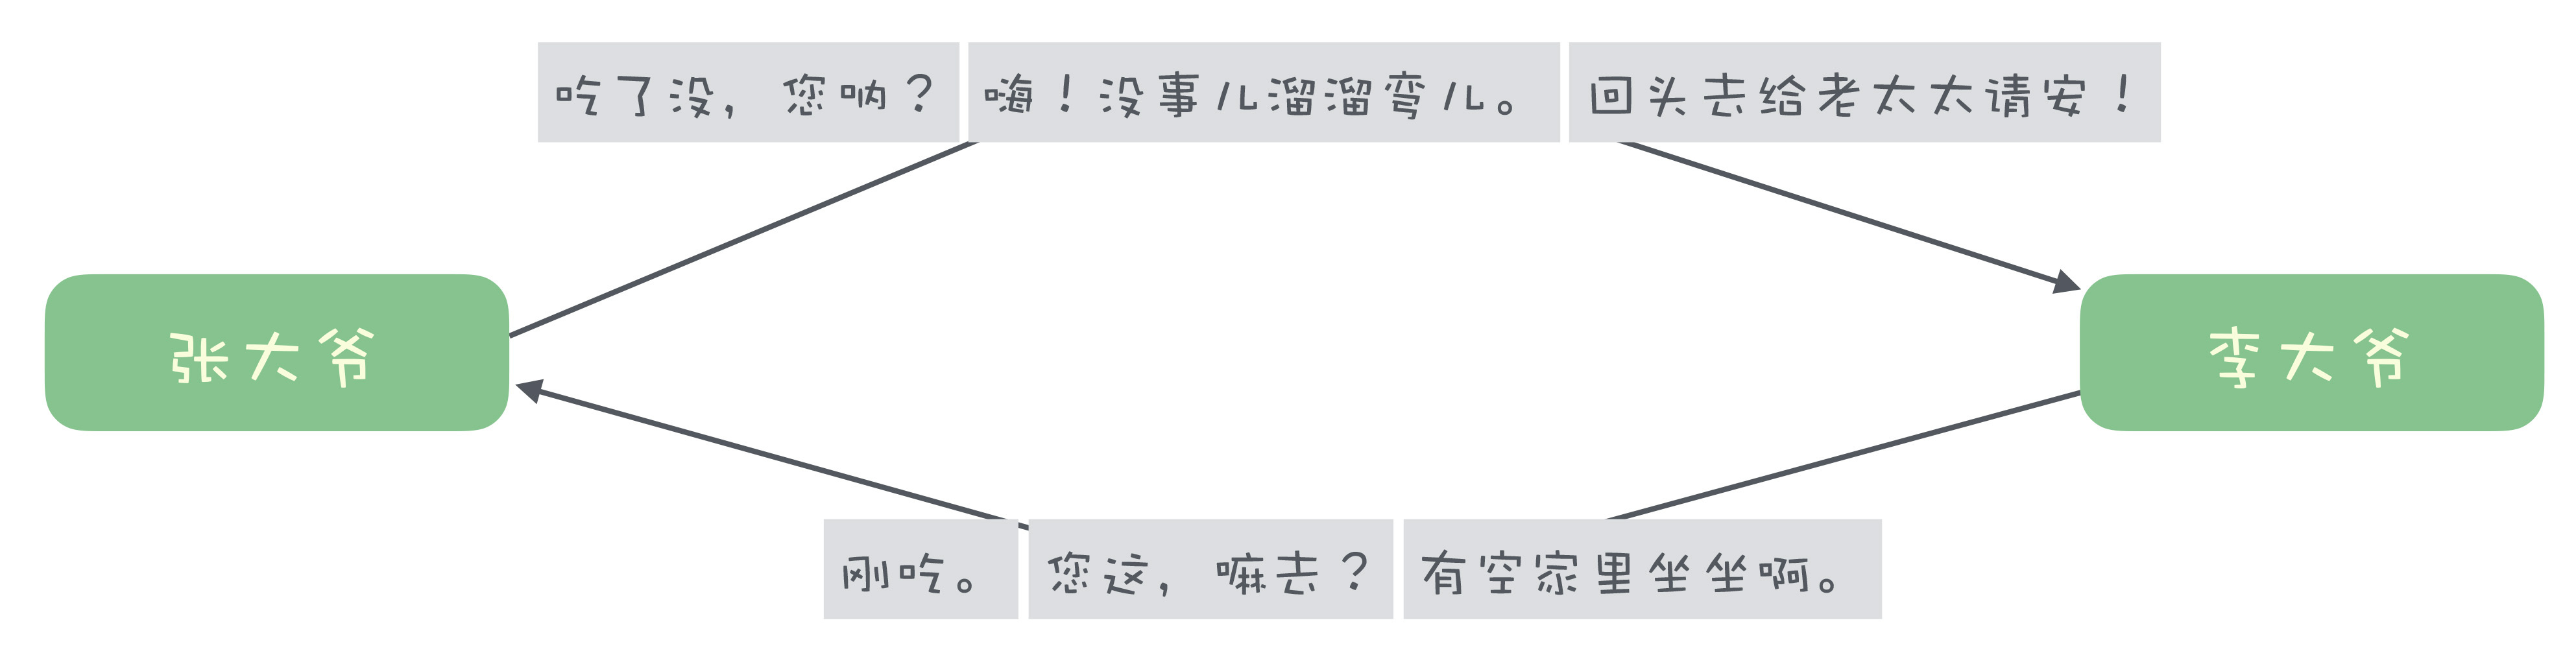 吃了没，您呐？ 嗨！没事儿溜溜弯儿。 回头去给老太太请安！
张大爷
李大爷
刚吃。 您这，嘛去？ 有空家里坐坐啊。